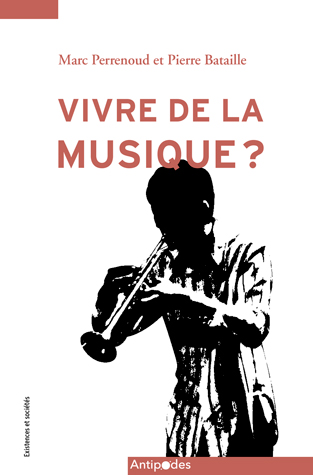 Marc Perrenoud et Pierre Bataille
VIVRE DE LA
MUSIQUE ?
Existences et sociétés
Antipodes